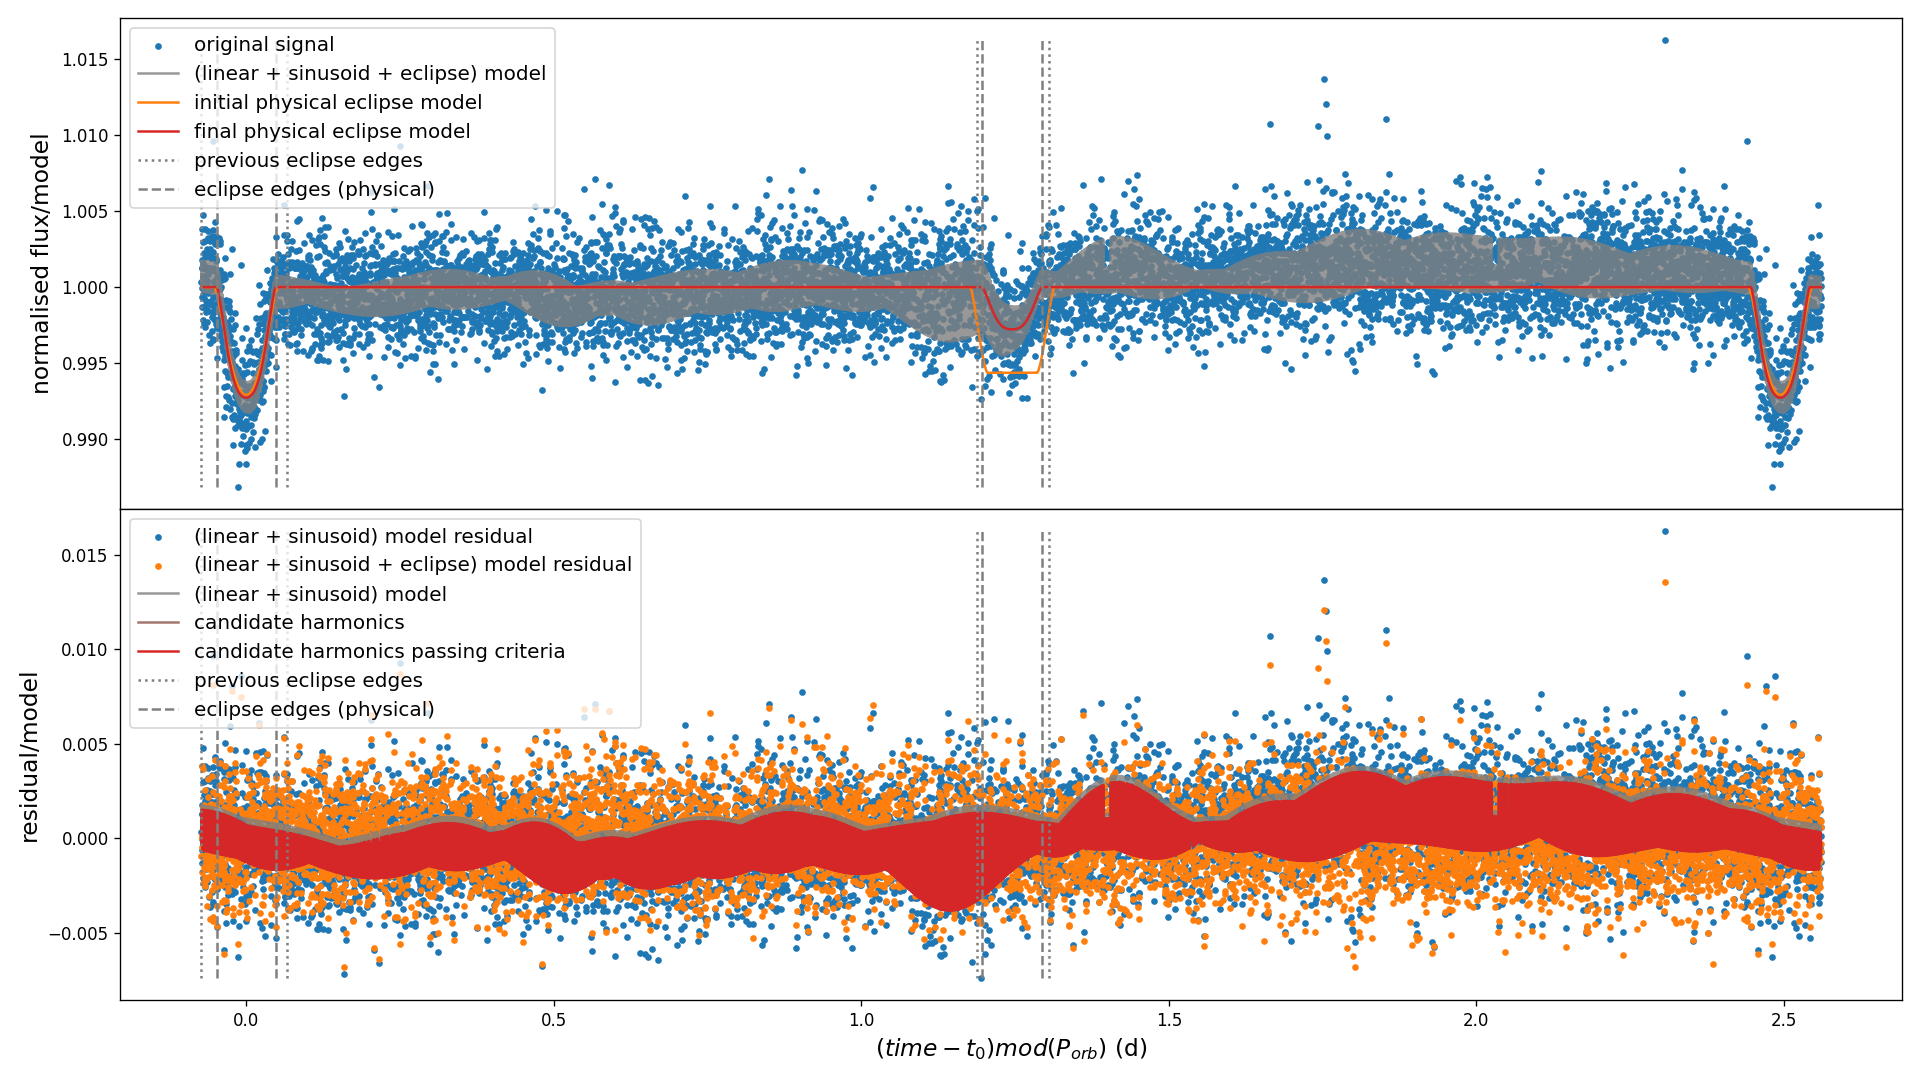 normalised flux/model
1.015
1.010
1.005
1.000
0.995
0.990
original signal
(linear + sinusoid + eclipse) model
initial physical eclipse model
final physical eclipse model
previous eclipse edges
eclipse edges (physical)
residual/model
0.015
0.010
0.005
0.000
−0.005
(linear + sinusoid) model residual
(linear + sinusoid + eclipse) model residual
(linear + sinusoid) model
candidate harmonics
candidate harmonics passing criteria
previous eclipse edges
eclipse edges (physical)
0.0 0.5 1.0 1.5 2.0 2.5
(time − t₀)mod(P_orb) (d)